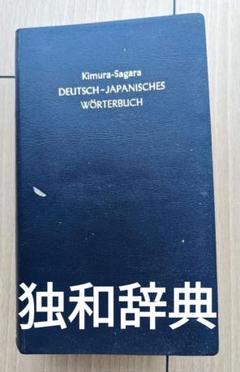 Kimura-Sagara
DEUTSCH-JAPANISCHES
WÖRTERBUCH
独和辞典